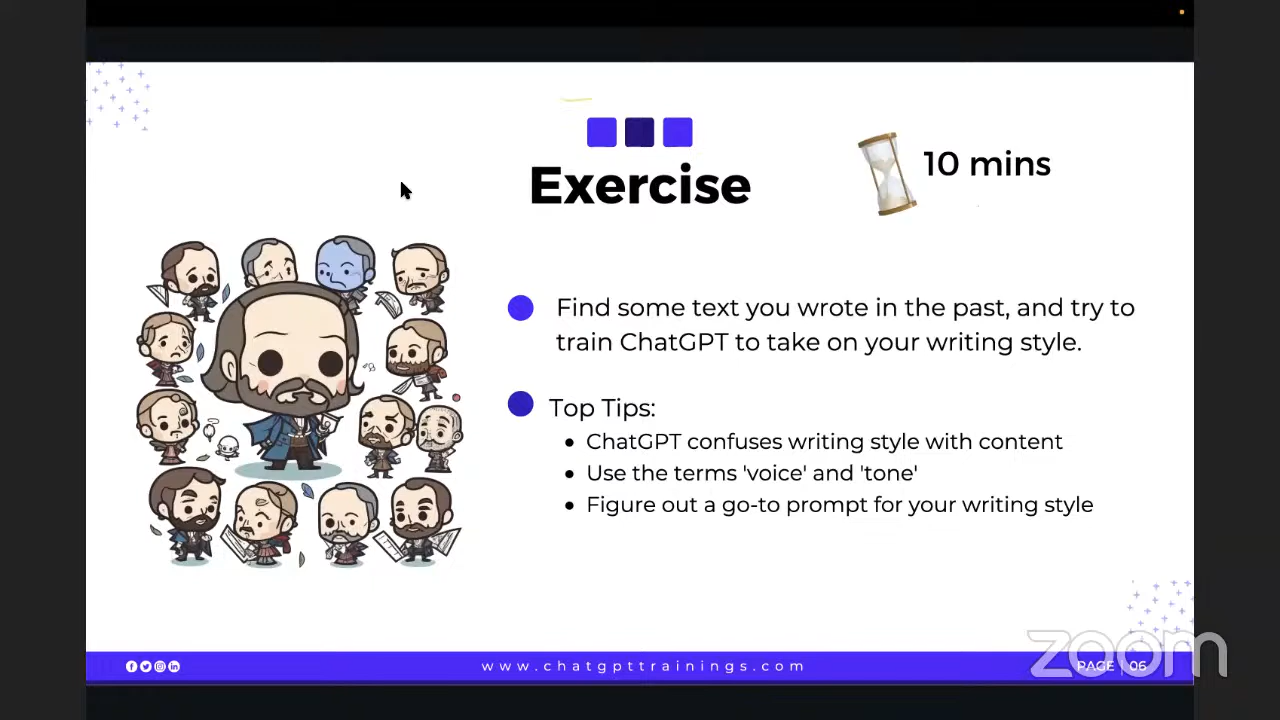 Exercise
10 mins
Find some text you wrote in the past, and try to
train ChatGPT to take on your writing style.
Top Tips:
ChatGPT confuses writing style with content
Use the terms 'voice' and 'tone'
Figure out a go-to prompt for your writing style
www.chatgpttrainings.com
PAGE | 06
zoom